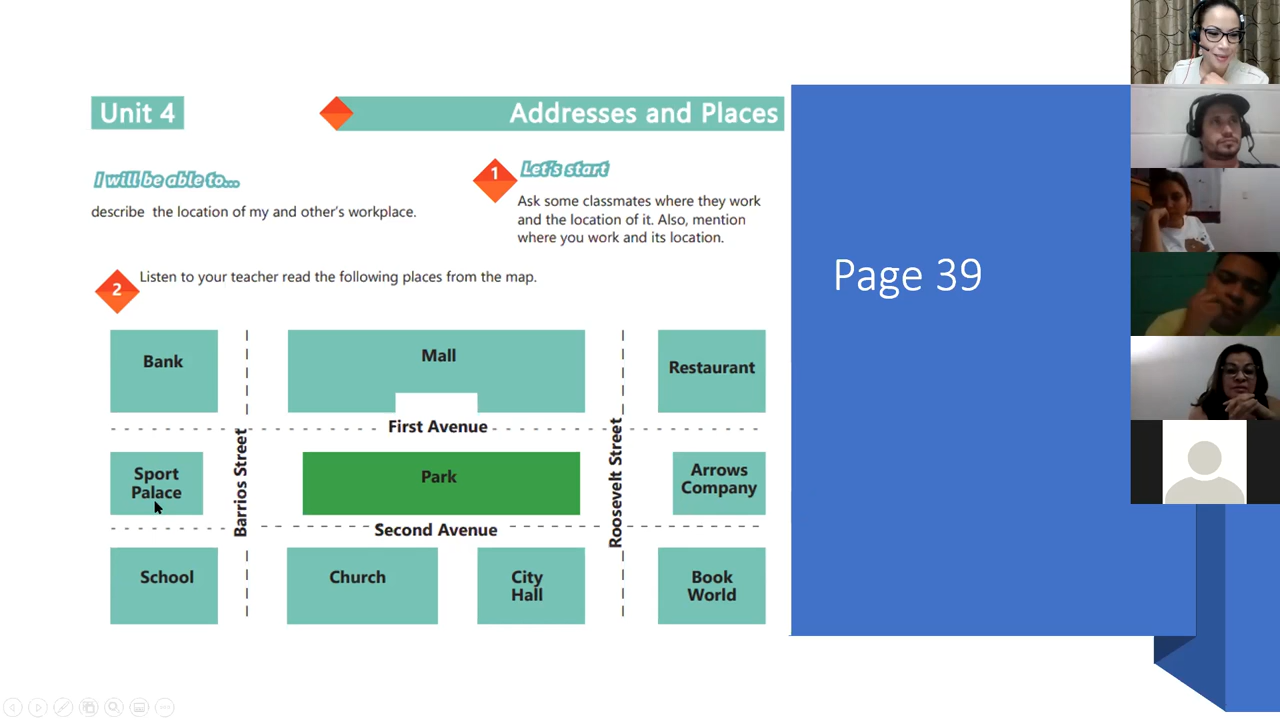 Unit 4
Addresses and Places
I will be able to...
describe the location of my and other's workplace.
1
Let's start
Ask some classmates where they work
and the location of it. Also, mention
where you work and its location.
2
Listen to your teacher read the following places from the map.
Bank
Mall
Restaurant
First Avenue
Sport
Palace
Barrios Street
Park
Roosevelt Street
Arrows
Company
Second Avenue
School
Church
City
Hall
Book
World
Page 39